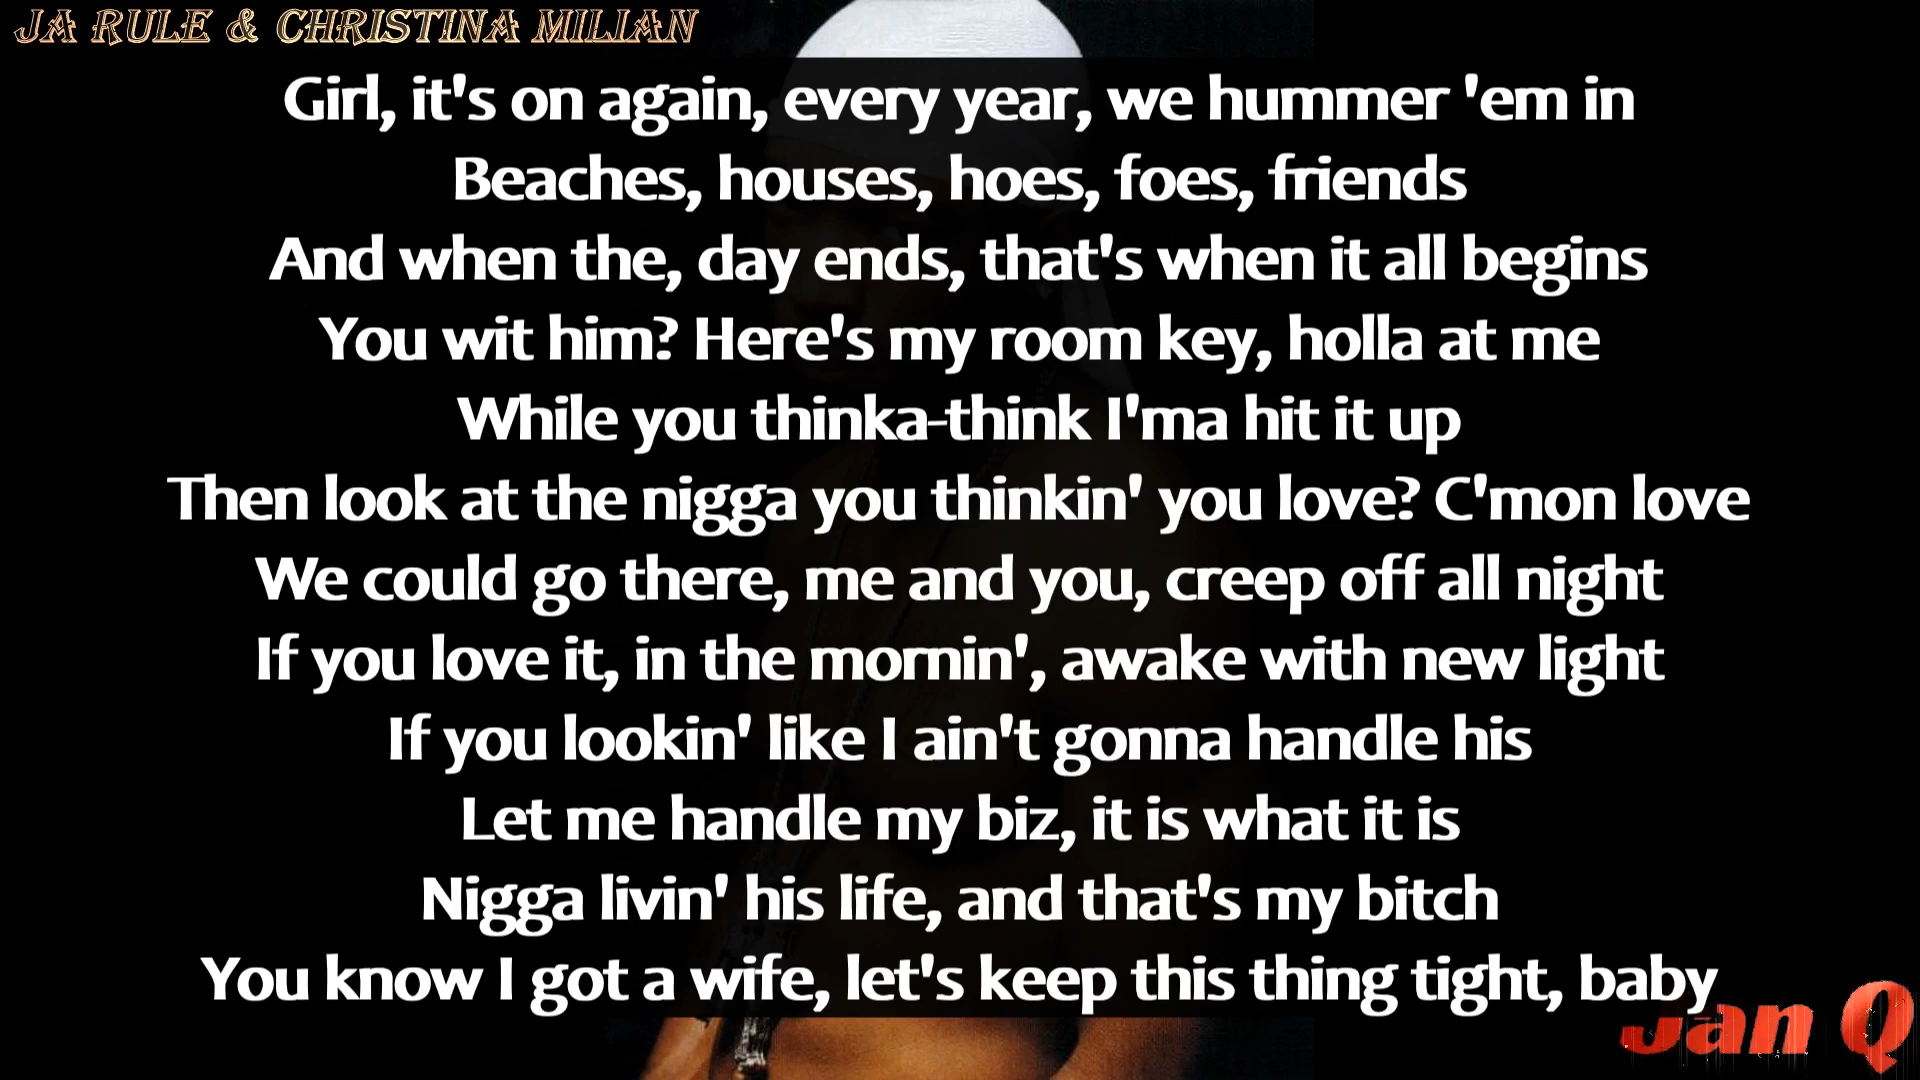 JA RULE & CHRISTINA MILIAN
Girl, it's on again, every year, we hummer 'em in
Beaches, houses, hoes, foes, friends
And when the, day ends, that's when it all begins
You wit him? Here's my room key, holla at me
While you thinka-think I'ma hit it up
Then look at the nigga you thinkin' you love? C'mon love
We could go there, me and you, creep off all night
If you love it, in the mornin', awake with new light
If you lookin' like I ain't gonna handle his
Let me handle my biz, it is what it is
Nigga livin' his life, and that's my bitch
You know I got a wife, let's keep this thing tight, baby
Jan Q